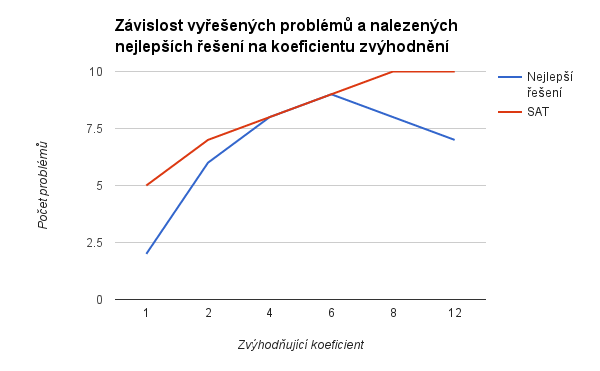 Závislost vyřešených problémů a nalezených
nejlepších řešení na koeficientu zvýhodnění
10
7.5
5
2.5
0
Počet problémů
1
2
4
6
8
12
Zvýhodňující koeficient
Nejlepší
řešení
SAT